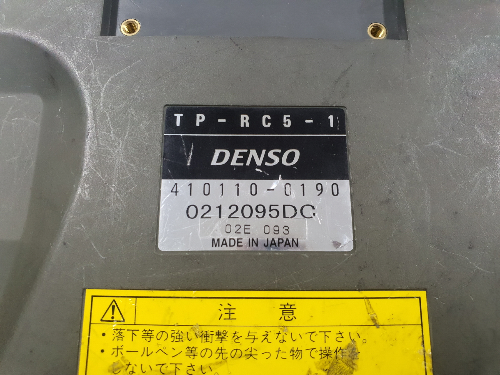 TP-RC5-1
DENSO
410110-0190
0212095DC
02E 093
MADE IN JAPAN
注 意
・落下等の強い衝撃を与えないで下さい。
・ボールペン等の先の尖った物で操作を
しないで下さい。